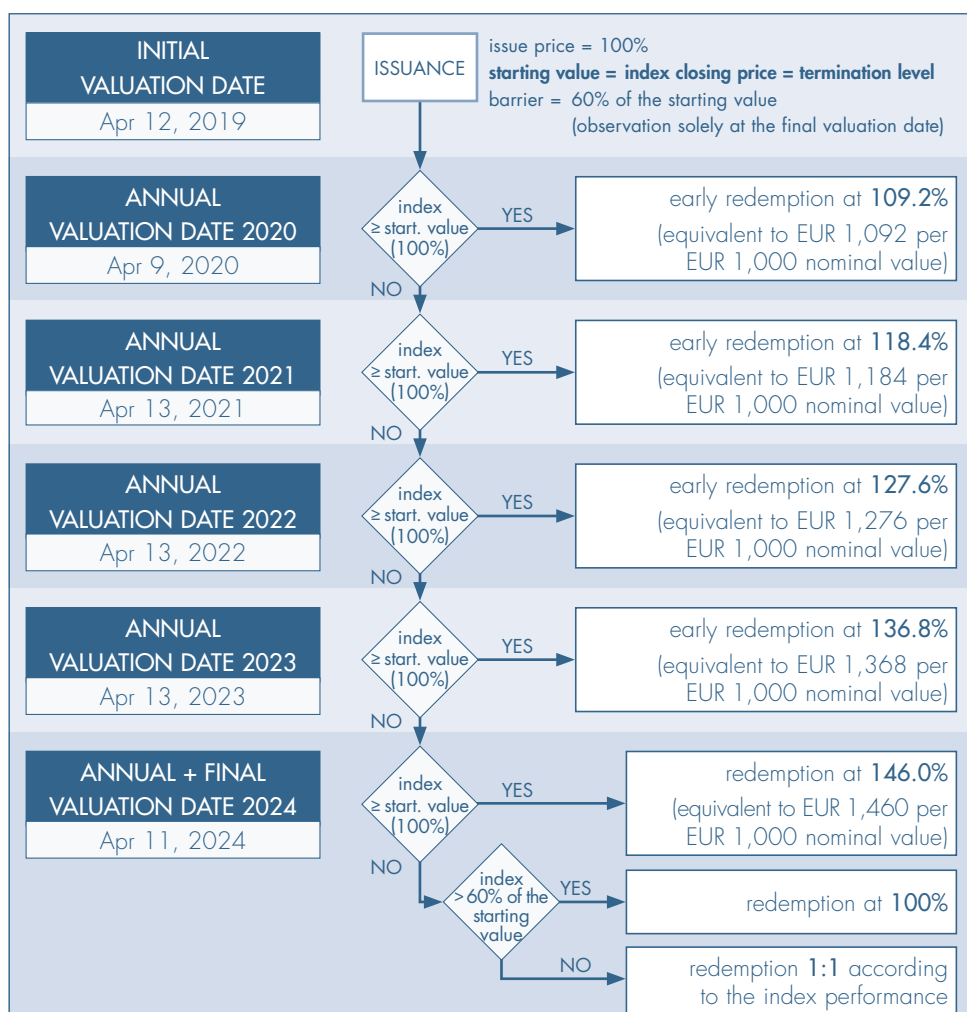 INITIAL
VALUATION DATE
Apr 12, 2019
ISSUANCE
issue price = 100%
starting value = index closing price = termination level
barrier = 60% of the starting value
(observation solely at the final valuation date)
ANNUAL
VALUATION DATE 2020
Apr 9, 2020
index
≥ start. value
(100%)
YES
NO
early redemption at 109.2%
(equivalent to EUR 1,092 per
EUR 1,000 nominal value)
ANNUAL
VALUATION DATE 2021
Apr 13, 2021
index
≥ start. value
(100%)
YES
NO
early redemption at 118.4%
(equivalent to EUR 1,184 per
EUR 1,000 nominal value)
ANNUAL
VALUATION DATE 2022
Apr 13, 2022
index
≥ start. value
(100%)
YES
NO
early redemption at 127.6%
(equivalent to EUR 1,276 per
EUR 1,000 nominal value)
ANNUAL
VALUATION DATE 2023
Apr 13, 2023
index
≥ start. value
(100%)
YES
NO
early redemption at 136.8%
(equivalent to EUR 1,368 per
EUR 1,000 nominal value)
ANNUAL + FINAL
VALUATION DATE 2024
Apr 11, 2024
index
≥ start. value
(100%)
YES
NO
redemption at 146.0%
(equivalent to EUR 1,460 per
EUR 1,000 nominal value)
index
>60% of the
starting
value
YES
redemption at 100%
NO
redemption 1:1 according
to the index performance